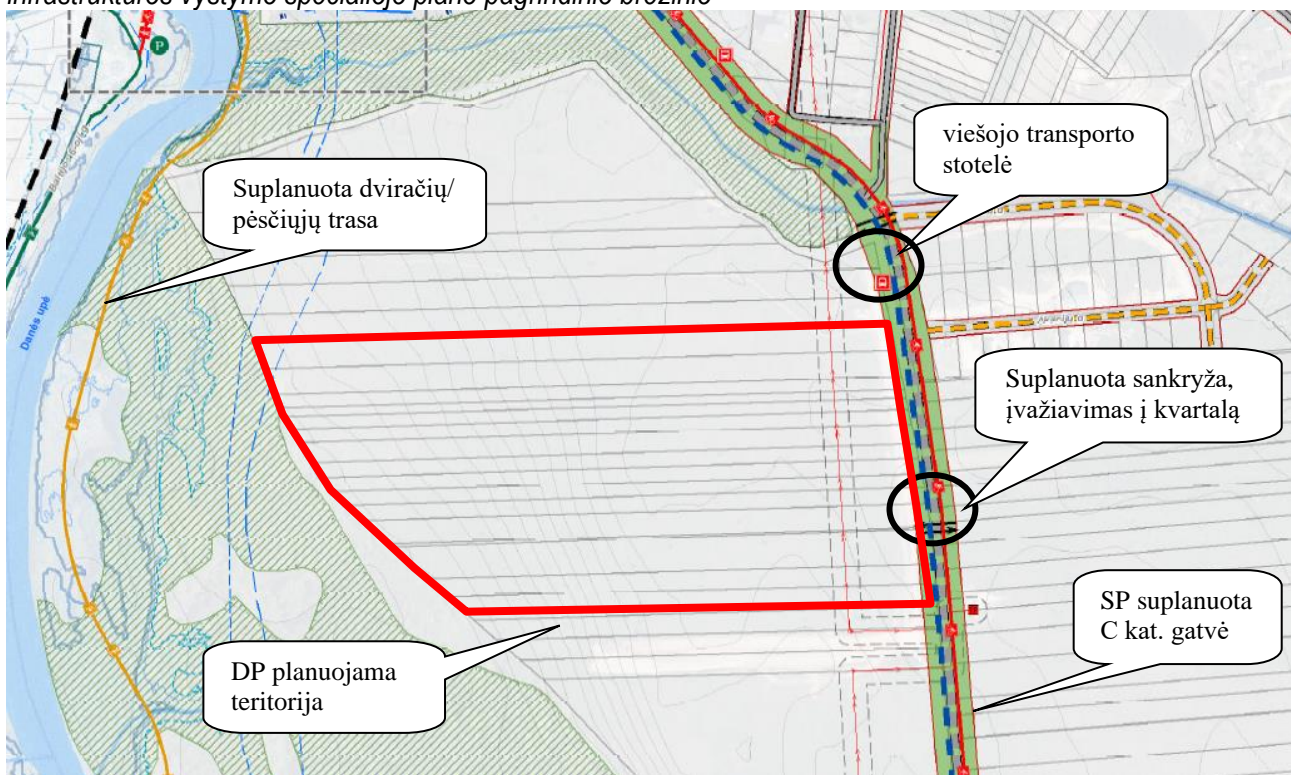 infrastruktūros vystymo specialiojo plano pagrindinio brėžinio
P
viešojo transporto
stotelė
Suplanuota dviračių/
pėsčiųjų trasa
Danės upė
Suplanuota sankryža,
įvažiavimas į kvartalą
SP suplanuota
C kat. gatvė
DP planuojama
teritorija